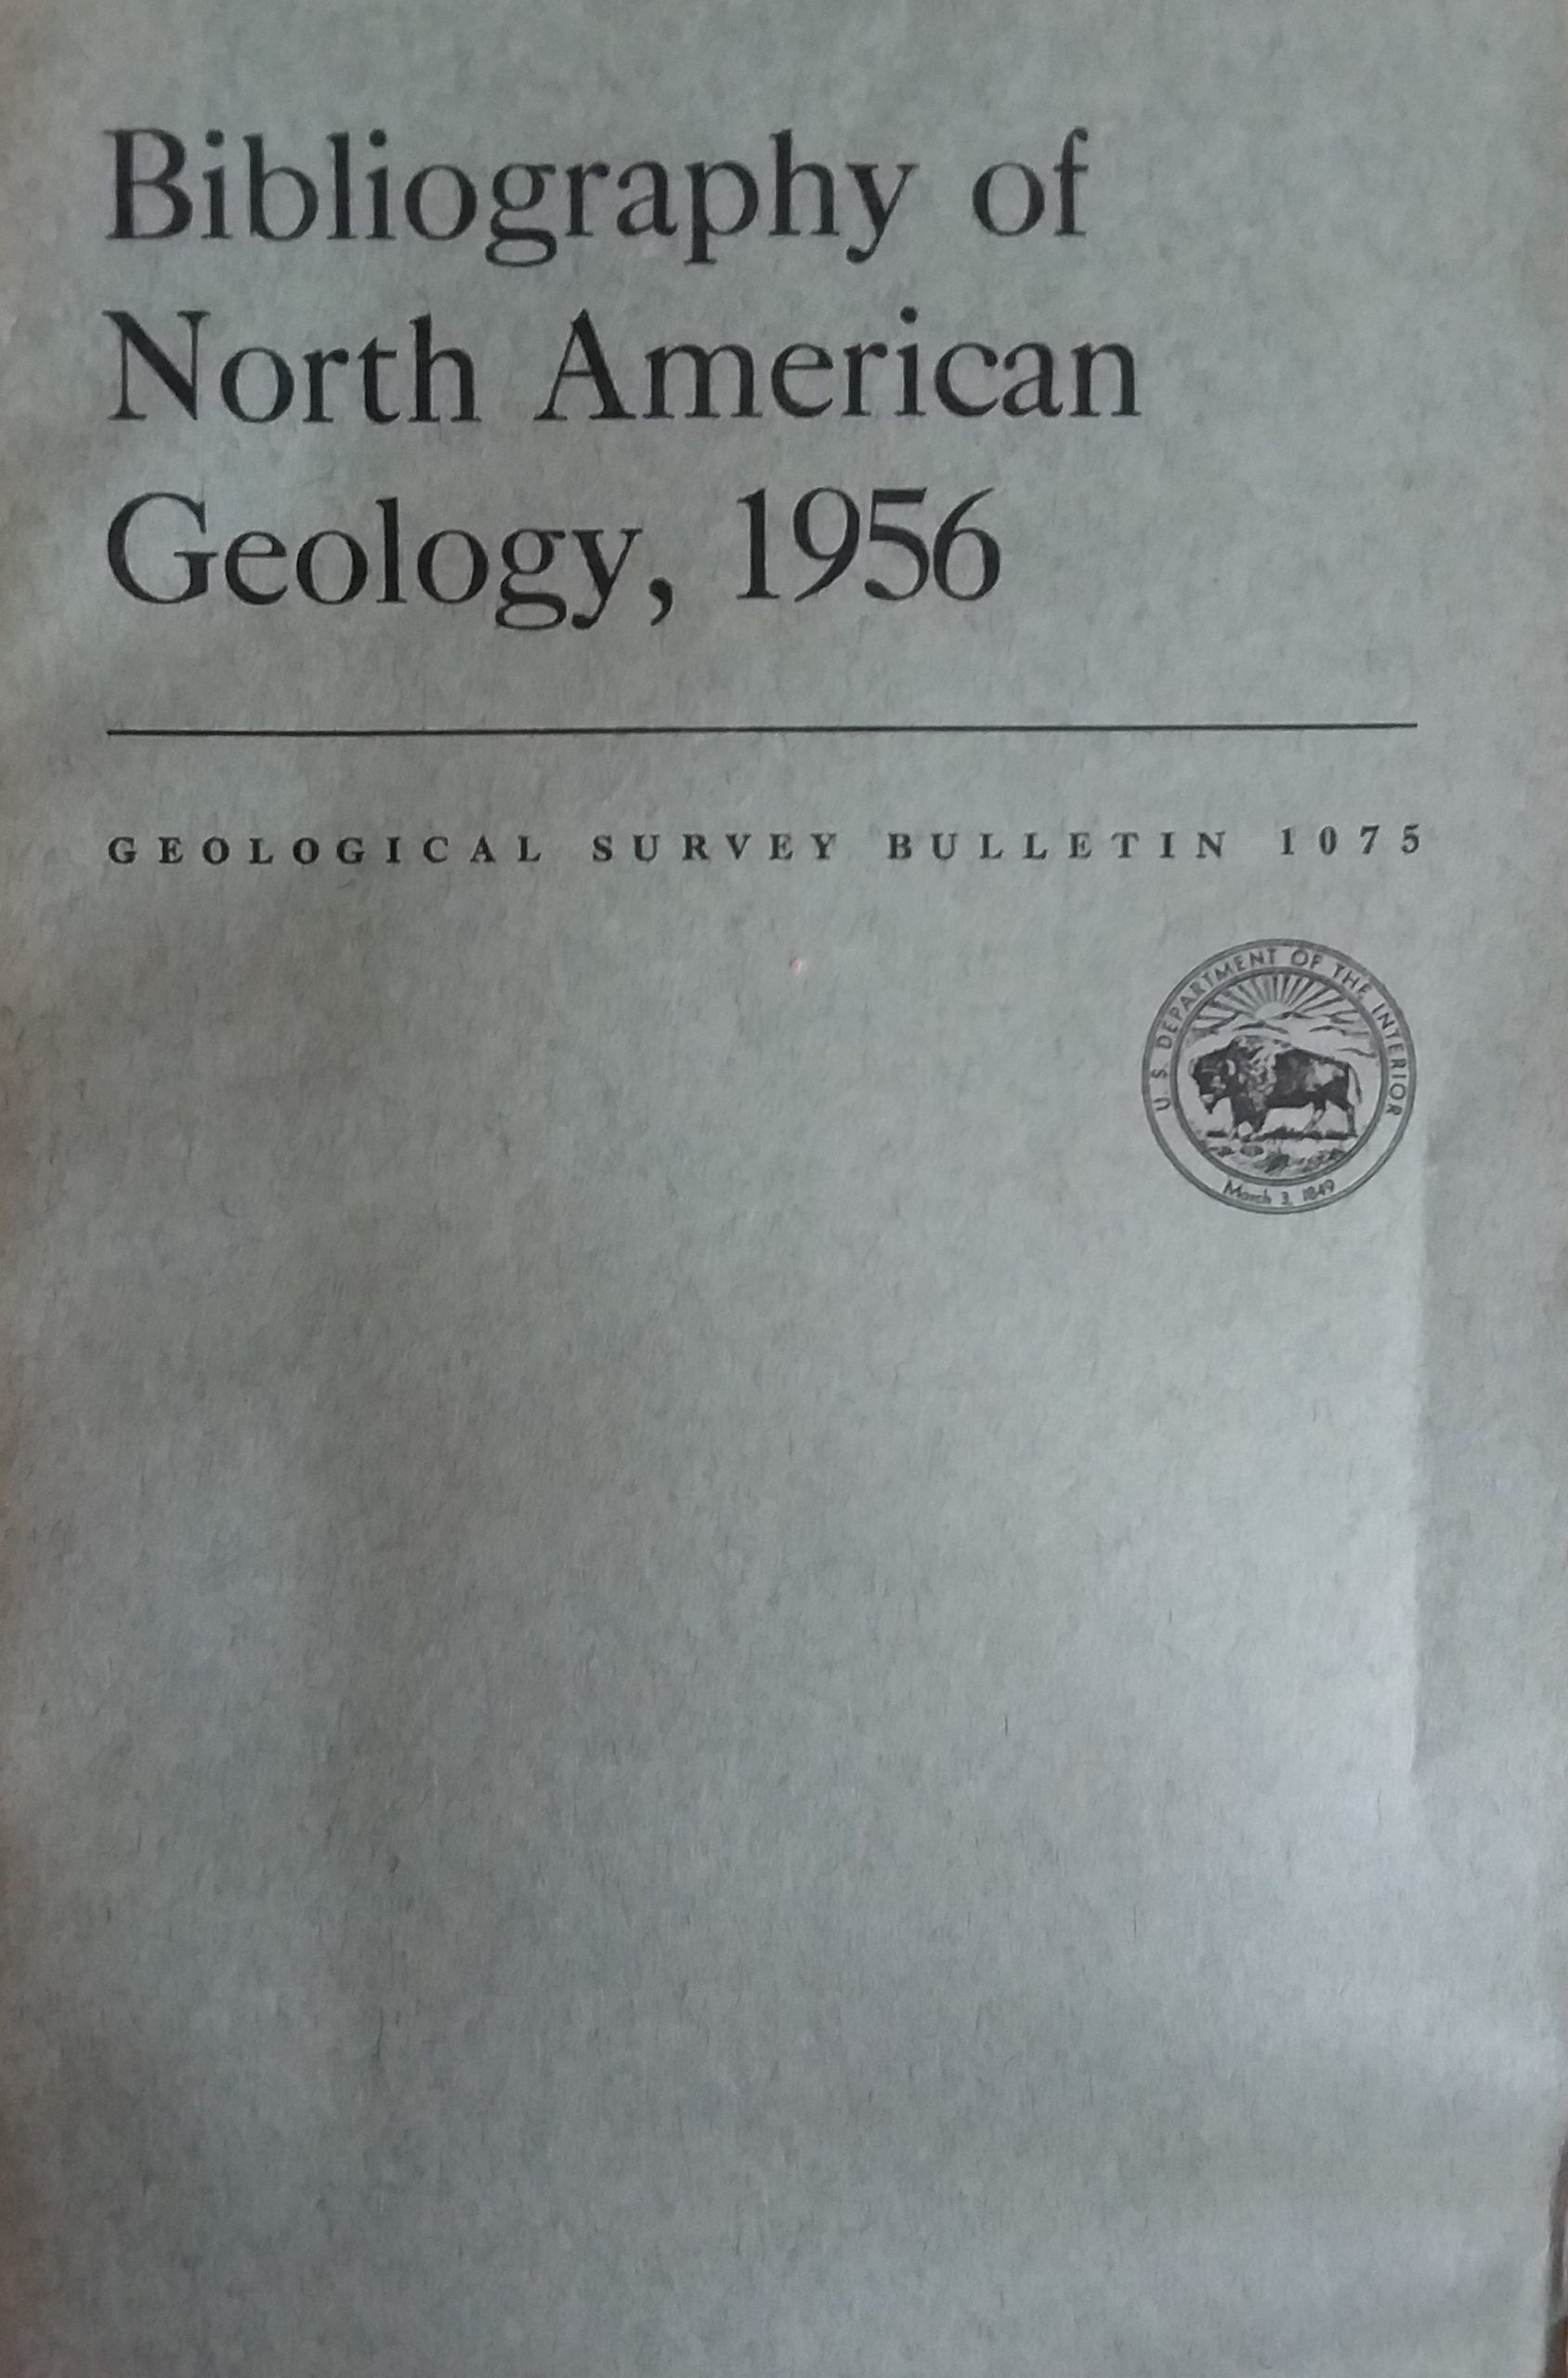 Bibliography of
North American
Geology, 1956
GEOLOGICAL SURVEY BULLETIN 1075
U. S. DEPARTMENT OF THE INTERIOR
March 3, 1849